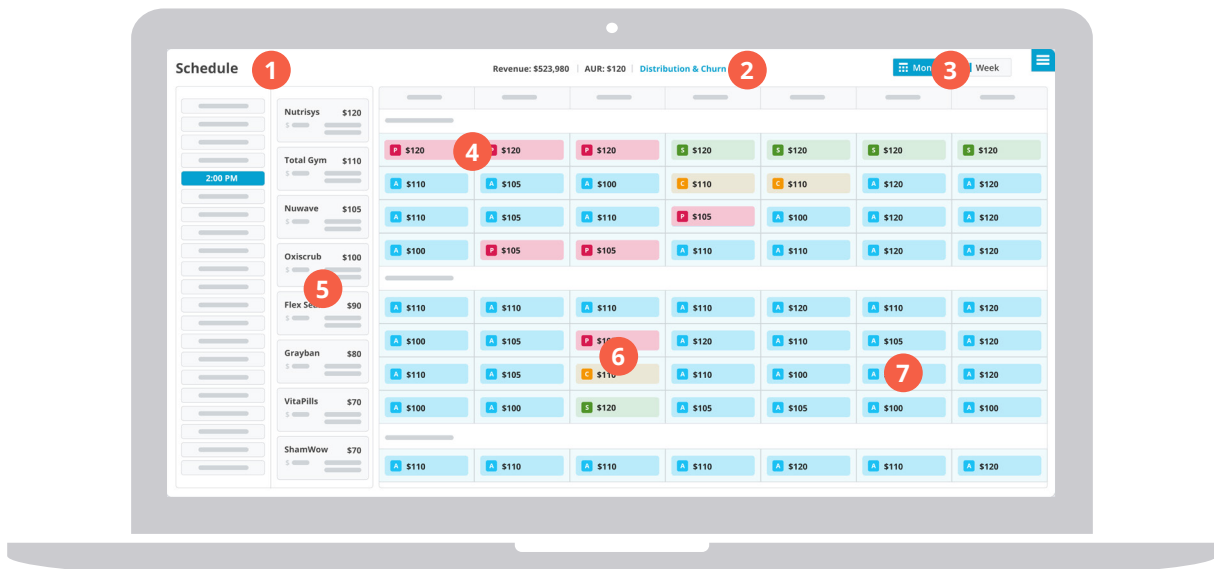 Schedule 1
Revenue: $523,980 AUR: $120 Distribution & Churn 2
Mon 3 Week
2:00 PM
Nutrisys $120
$
Total Gym $110
$
Nuwave $105
$
Oxiscrub $100
$
5
Flex Se $90
$
Grayban $80
$
VitaPills $70
$
ShamWow $70
$
P $120 4 P $120 P $120 S $120 S $120 S $120 S $120
A $110 A $105 A $100 C $110 C $110 A $120 A $120
A $110 A $105 A $110 P $105 A $100 A $120 A $120
A $100 P $105 P $105 A $110 A $110 A $120 A $120
A $110 A $110 A $110 A $110 A $120 A $110 A $120
A $100 A $105 P A $120 A $110 A $105 A $120
6
A $110 A $105 C $110 A $110 A $100 A 7 A $120
A $100 A $100 S $120 A $105 A $105 A $100 A $100
A $110 A $110 A $110 A $110 A $120 A $110 A $120